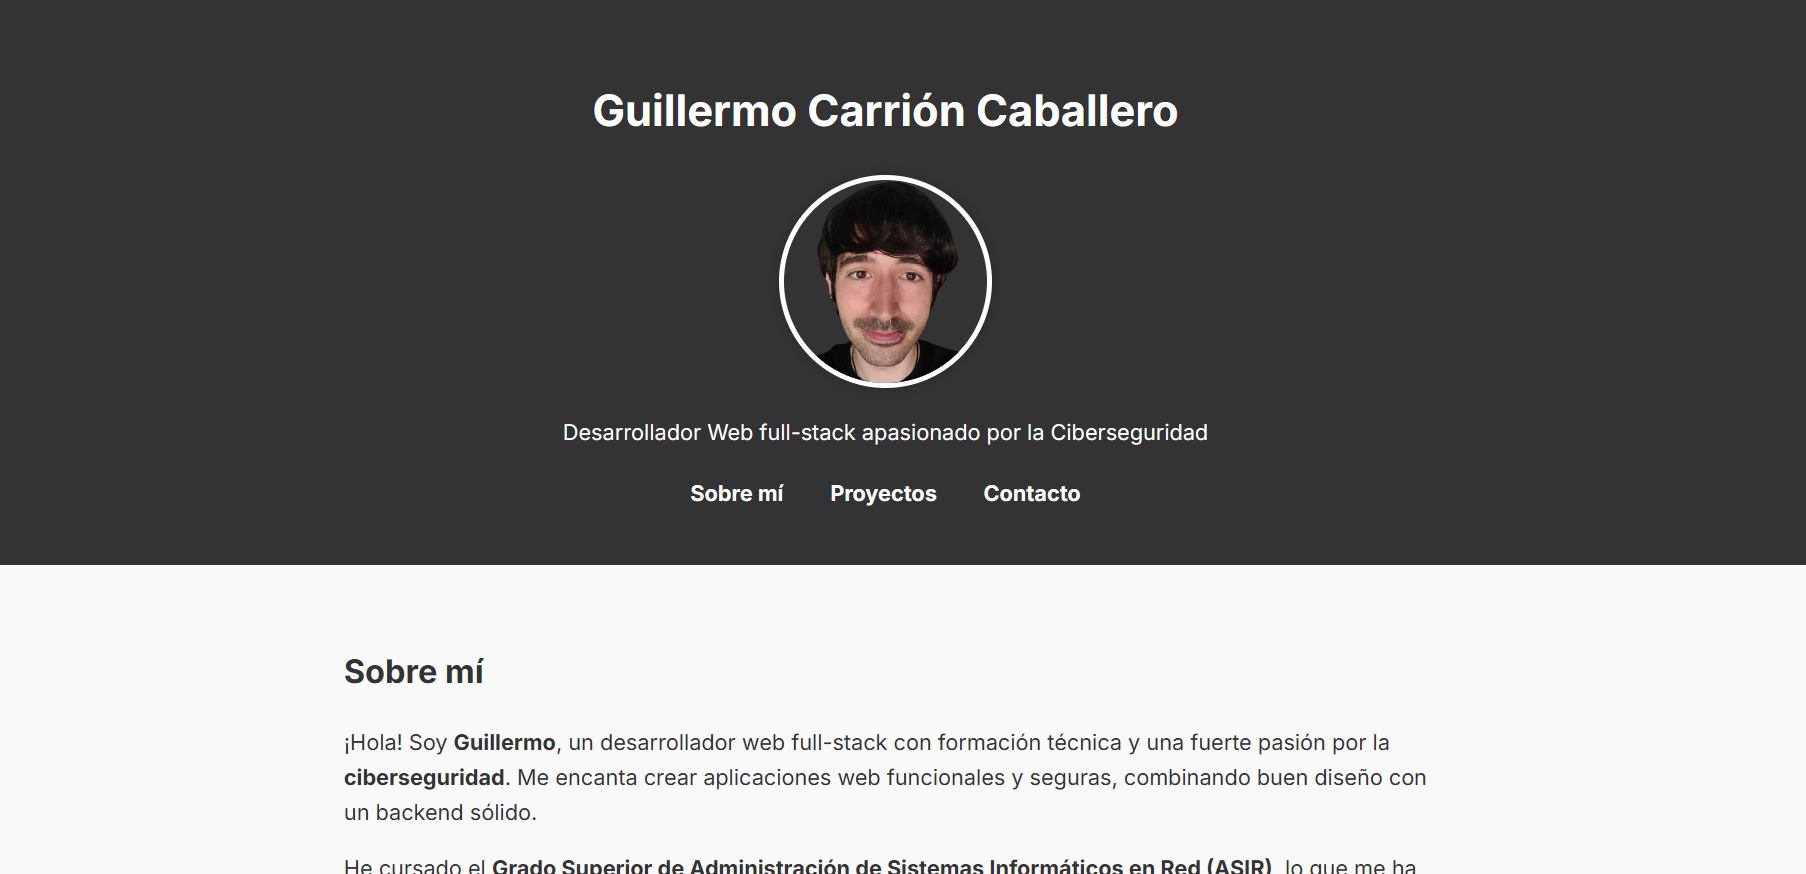 Guillermo Carrión Caballero
Desarrollador Web full-stack apasionado por la Ciberseguridad
Sobre mí Proyectos Contacto
Sobre mí
¡Hola! Soy Guillermo, un desarrollador web full-stack con formación técnica y una fuerte pasión por la
ciberseguridad. Me encanta crear aplicaciones web funcionales y seguras, combinando buen diseño con
un backend sólido.
He cursado el Grado Superior de Administración de Sistemas Informáticos en Red (ASIR), lo que me ha